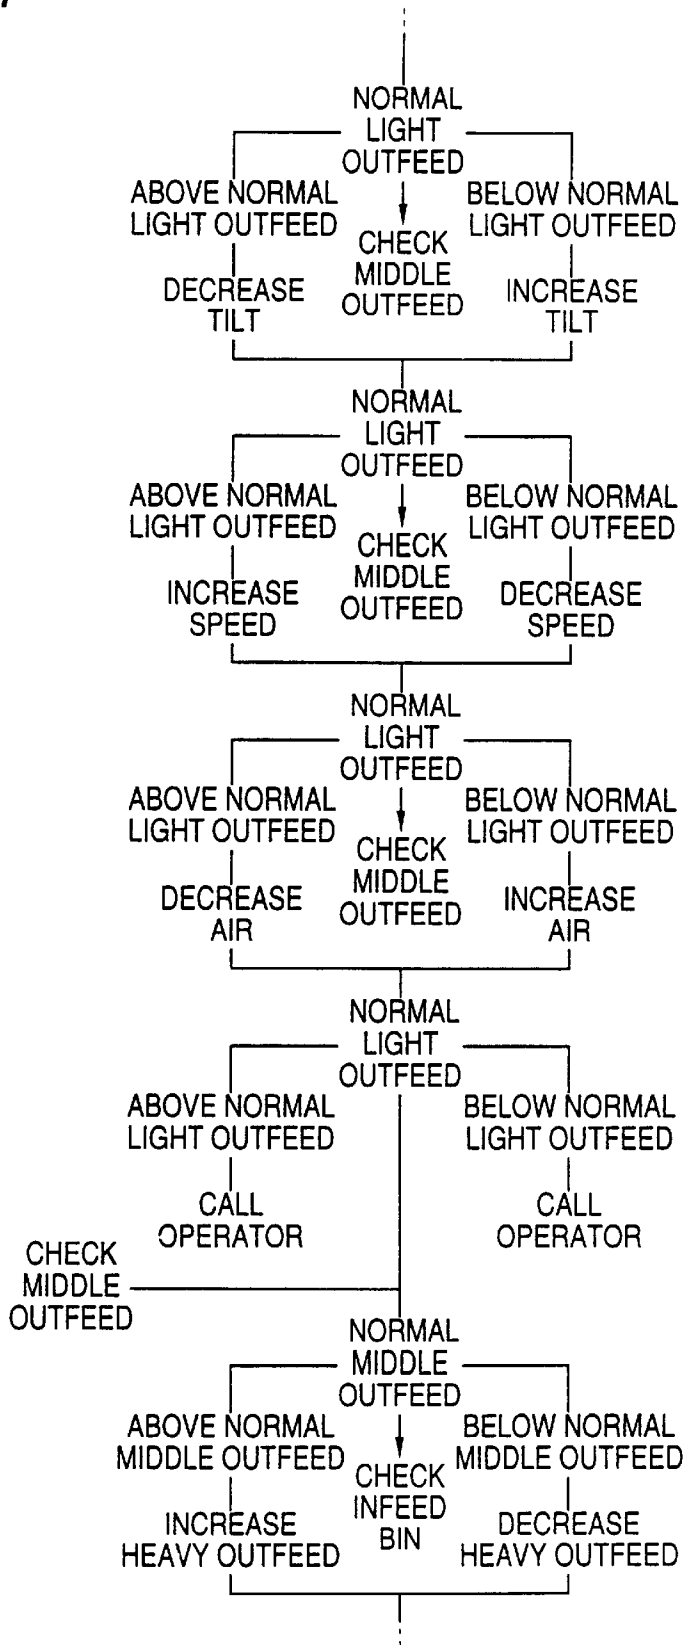 NORMAL
LIGHT
OUTFEED
ABOVE NORMAL
LIGHT OUTFEED
DECREASE
TILT
CHECK
MIDDLE
OUTFEED
BELOW NORMAL
LIGHT OUTFEED
INCREASE
TILT
NORMAL
LIGHT
OUTFEED
ABOVE NORMAL
LIGHT OUTFEED
INCREASE
SPEED
CHECK
MIDDLE
OUTFEED
BELOW NORMAL
LIGHT OUTFEED
DECREASE
SPEED
NORMAL
LIGHT
OUTFEED
ABOVE NORMAL
LIGHT OUTFEED
DECREASE
AIR
CHECK
MIDDLE
OUTFEED
BELOW NORMAL
LIGHT OUTFEED
INCREASE
AIR
NORMAL
LIGHT
OUTFEED
ABOVE NORMAL
LIGHT OUTFEED
CALL
OPERATOR
BELOW NORMAL
LIGHT OUTFEED
CALL
OPERATOR
CHECK
MIDDLE
OUTFEED
NORMAL
MIDDLE
OUTFEED
ABOVE NORMAL
MIDDLE OUTFEED
INCREASE
HEAVY OUTFEED
CHECK
INFEED
BIN
BELOW NORMAL
MIDDLE OUTFEED
DECREASE
HEAVY OUTFEED